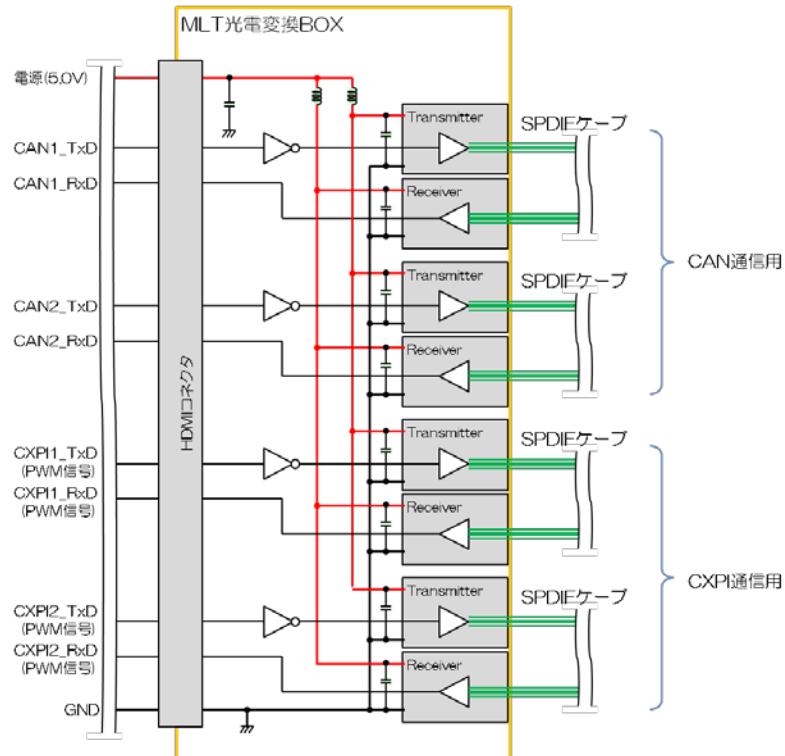 MLT光電変換BOX
電源(5.0V)
Transmitter
SPDIFケーブ
CAN1_TxD
CAN1_RxD
Receiver
CAN通信用
Transmitter
SPDIFケーブ
CAN2_TxD
CAN2_RxD
Receiver
HDMIコネクタ
Transmitter
SPDIFケーブ
CXPI1_TxD
(PWM信号)
CXPI1_RxD
(PWM信号)
Receiver
CXPI通信用
Transmitter
SPDIFケーブ
CXPI2_TxD
(PWM信号)
CXPI2_RxD
(PWM信号)
Receiver
GND